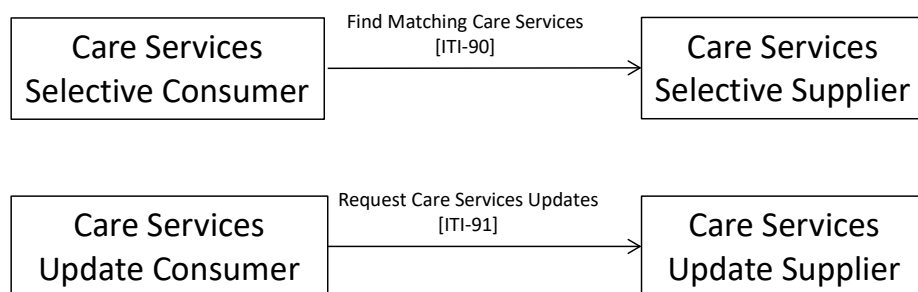 Care Services
Selective Consumer
Find Matching Care Services
[ITI-90]
Care Services
Selective Supplier
Care Services
Update Consumer
Request Care Services Updates
[ITI-91]
Care Services
Update Supplier